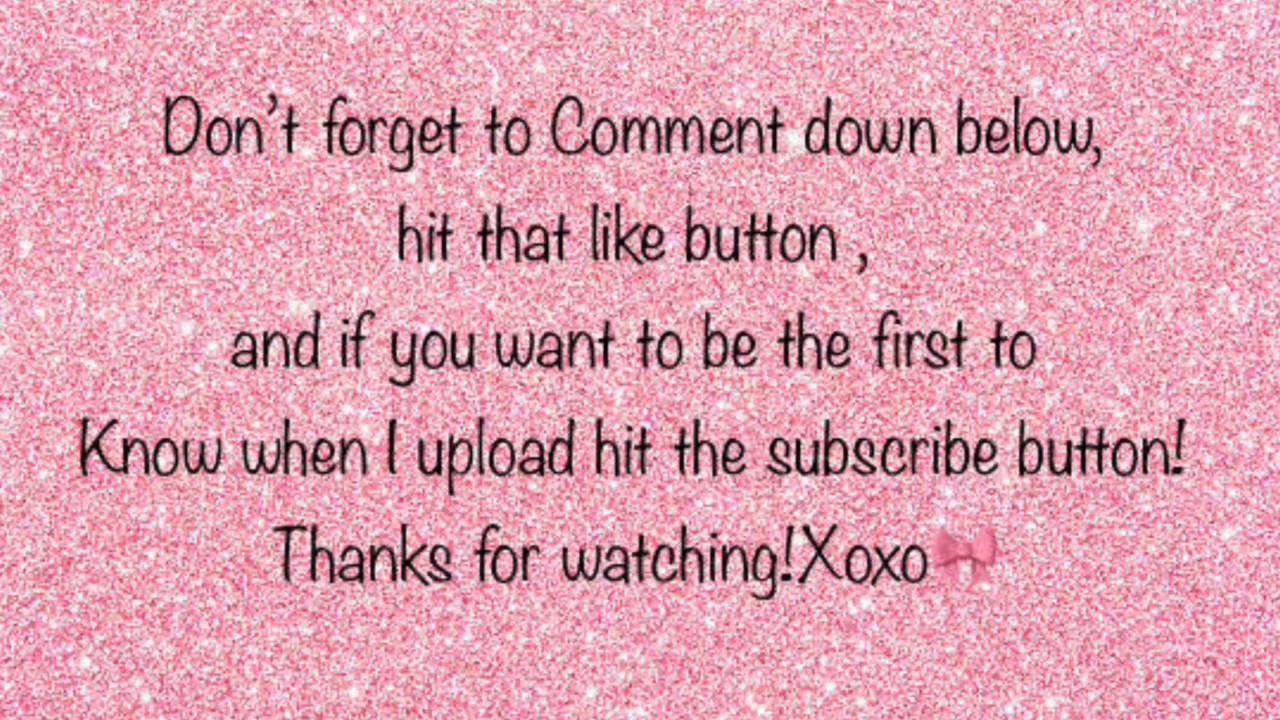 Don't forget to Comment down below,
hit that like button ,
and if you want to be the first to
Know when I upload hit the subscribe button!
Thanks for watching!Xoxo🎀